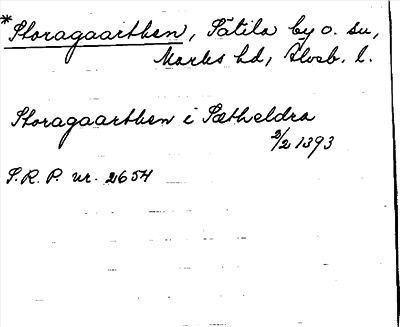 *Storagaarthen, Sätila by o. sn,
Marks hd, Älvsb. l.
Storagaarthen i Sætheldra
2/2 1393
S.R.P. nr. 2654